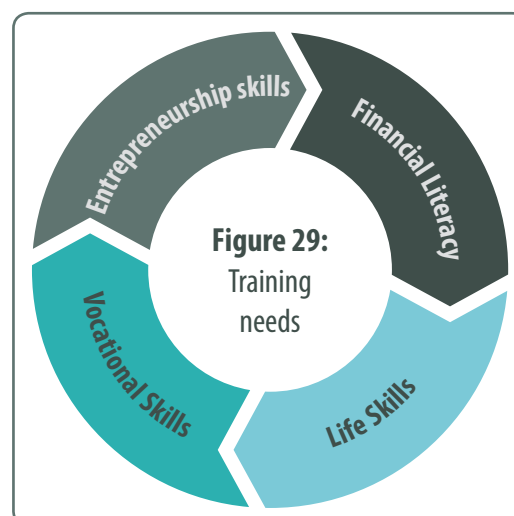 Entrepreneurship skills
Financial Literacy
Figure 29:
Training
needs
Vocational Skills
Life Skills